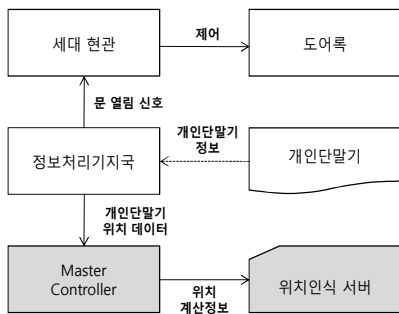 세대 현관
제어
도어록
문 열림 신호
정보처리기지국
개인단말기
정보
개인단말기
개인단말기
위치 데이터
Master
Controller
위치
계산정보
위치인식 서버